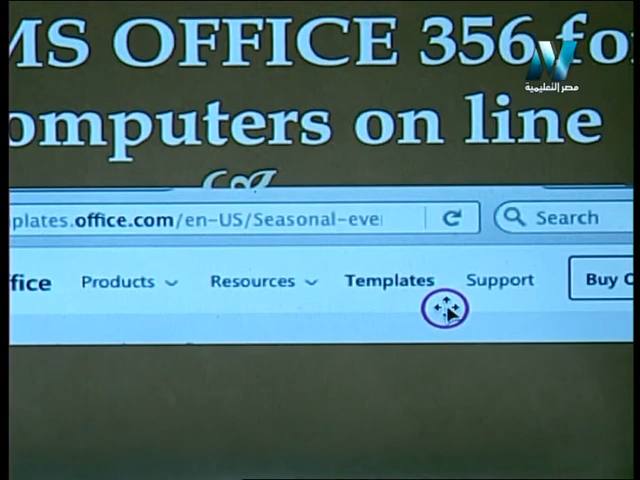 MS OFFICE 356 for
omputers on line
مصر التعليمية
plates.office.com/en-US/Seasonal-eve
Search
ffice
Products
Resources
Templates
Support
Buy